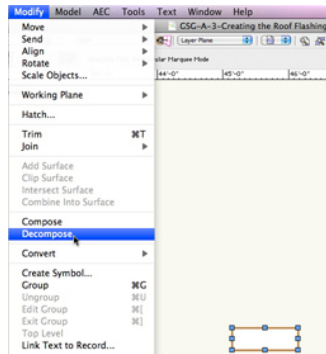 Modify Model AEC Tools Text Window Help
Move
Send
Align
Rotate
Scale Objects...
Working Plane
Hatch...
Trim ⌘T
Join
Add Surface
Clip Surface
Intersect Surface
Combine Into Surface
Compose
Decompose
Convert
Create Symbol...
Group ⌘G
Ungroup ⌘U
Edit Group ⌘[
Exit Group ⌘]
Top Level
Link Text to Record...
GSG-A-3-Creating the Roof Flashing
Layer Plane
ular Marquee Mode
44'-0" 45'-0" 46'-0"